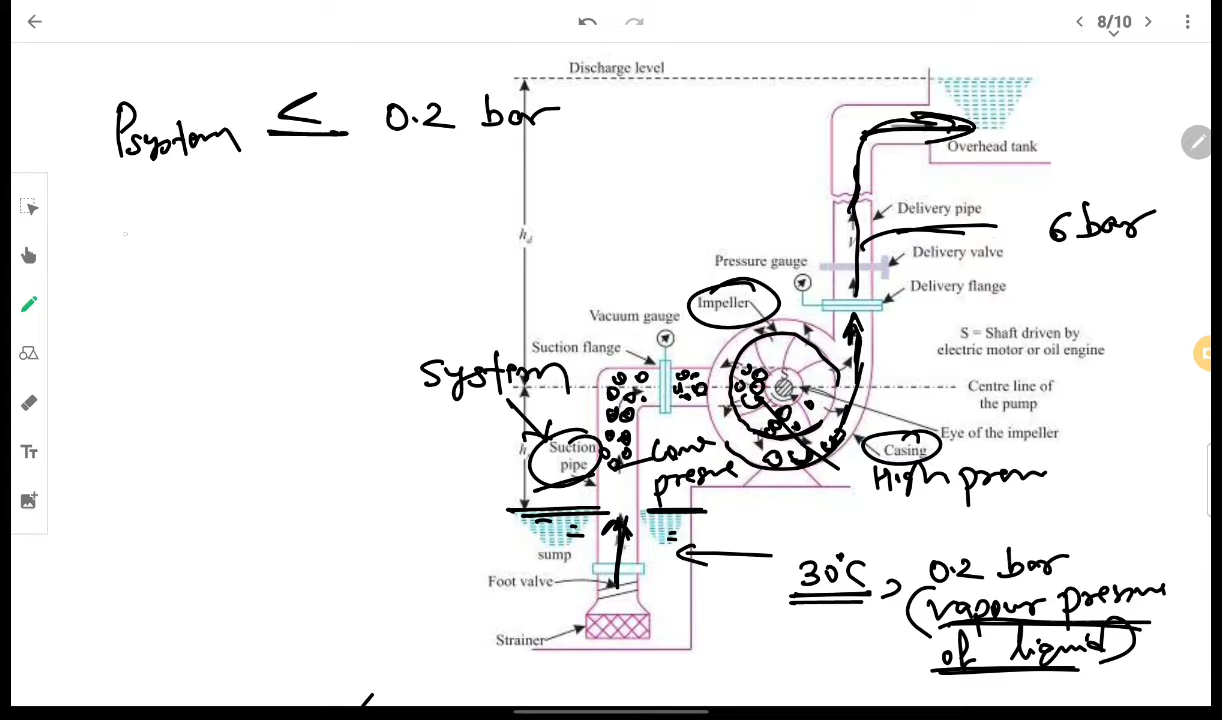 8/10
Discharge level
Psystem ≤ 0.2 bar
Overhead tank
Delivery pipe
6 bar
hd
Delivery valve
Pressure gauge
Delivery flange
Impeller
Vacuum gauge
S = Shaft driven by
electric motor or oil engine
Suction flange
System
S
Centre line of
the pump
Eye of the impeller
h
Suction
pipe
Casing
High
sump
30°C, 0.2 bar
(vapour pressure
of liquid)
Foot valve
Strainer
Tт